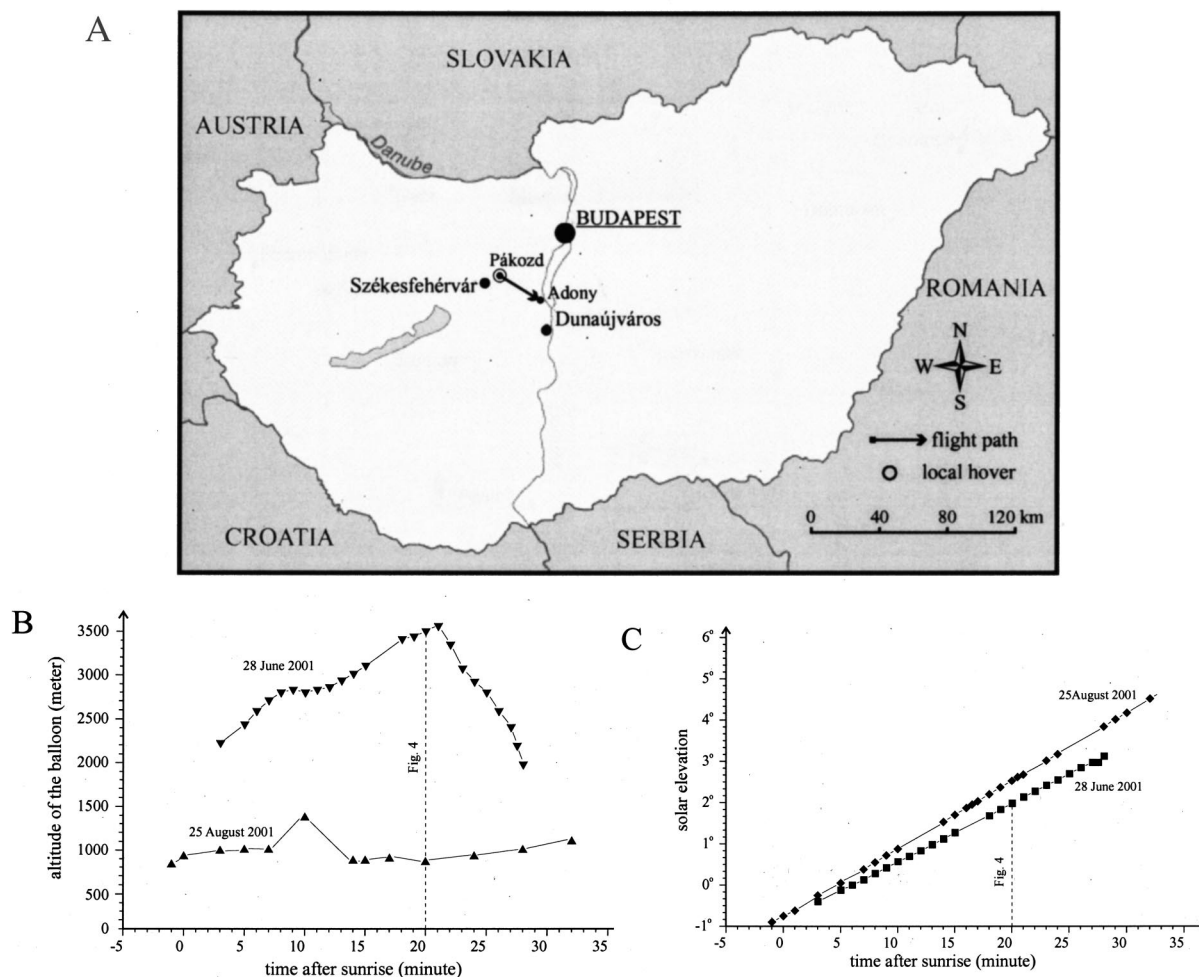 A
SLOVAKIA
AUSTRIA
Danube
BUDAPEST
Pákozd
Székesfehérvár
Adony
Dunaújváros
ROMANIA
N
W E
S
flight path
local hover
0 40 80 120 km
CROATIA
SERBIA
B
altitude of the balloon (meter)
3500
3000
2500
2000
1500
1000
500
0
28 June 2001
25 August 2001
Fig. 4
-5 0 5 10 15 20 25 30 35
time after sunrise (minute)
C
solar elevation
6°
5°
4°
3°
2°
1°
0°
-1°
25August 2001
28 June 2001
Fig. 4
-5 0 5 10 15 20 25 30 35
time after sunrise (minute)